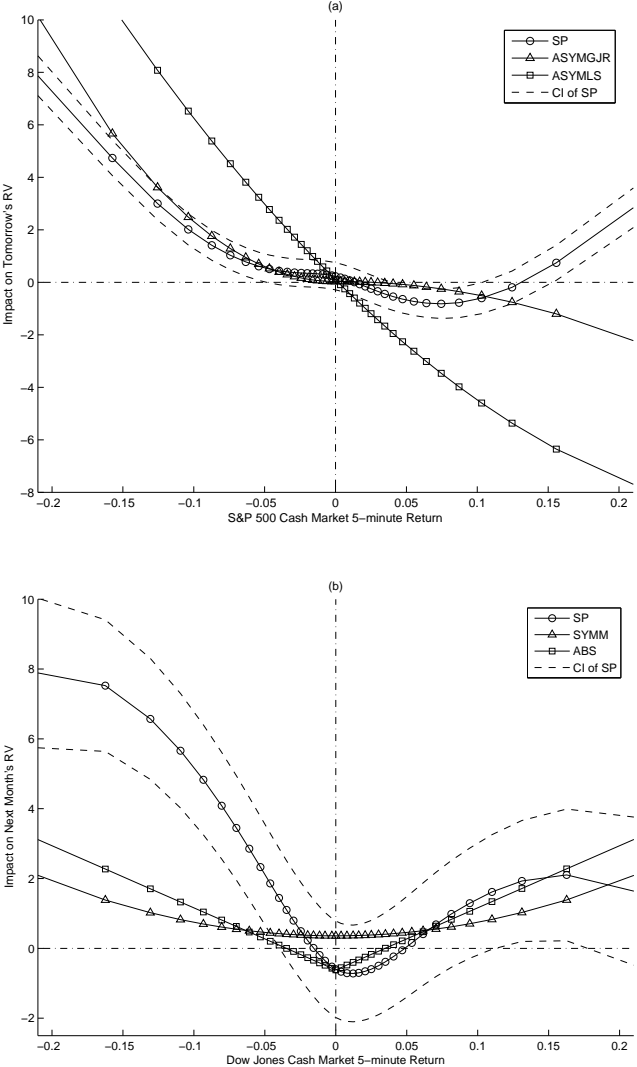 (a)
10
8
6
4
2
0
−2
−4
−6
−8
Impact on Tomorrow's RV
SP
ASYMGJR
ASYMLS
CI of SP
−0.2 −0.15 −0.1 −0.05 0 0.05 0.1 0.15 0.2
S&P 500 Cash Market 5−minute Return
(b)
10
8
6
4
2
0
−2
Impact on Next Month's RV
SP
SYMM
ABS
CI of SP
−0.2 −0.15 −0.1 −0.05 0 0.05 0.1 0.15 0.2
Dow Jones Cash Market 5−minute Return